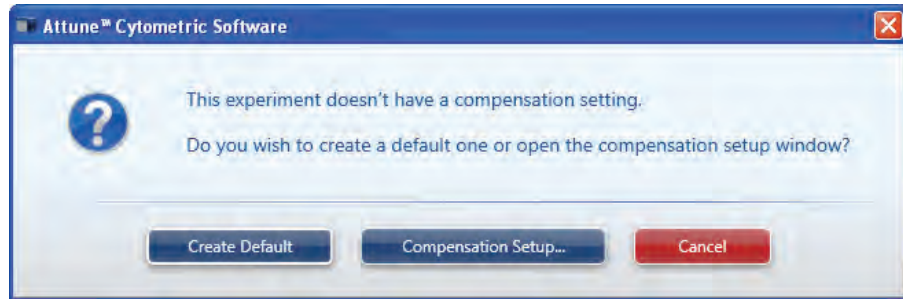 Attune™ Cytometric Software
This experiment doesn't have a compensation setting.
Do you wish to create a default one or open the compensation setup window?
Create Default
Compensation Setup...
Cancel